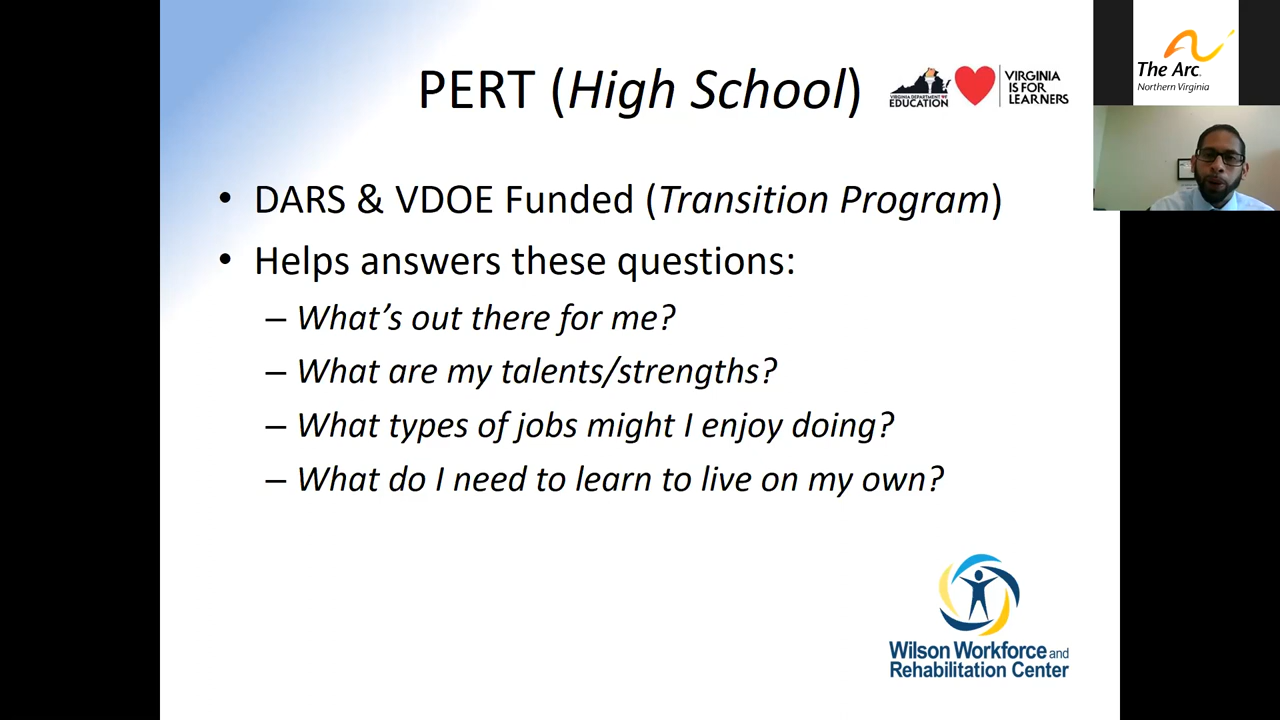 PERT (High School)
VIRGINIA DEPARTMENT OF
EDUCATION
VIRGINIA
IS FOR
LEARNERS
The Arc.
Northern Virginia
• DARS & VDOE Funded (Transition Program)
• Helps answers these questions:
– What’s out there for me?
– What are my talents/strengths?
– What types of jobs might I enjoy doing?
– What do I need to learn to live on my own?
Wilson Workforce and
Rehabilitation Center